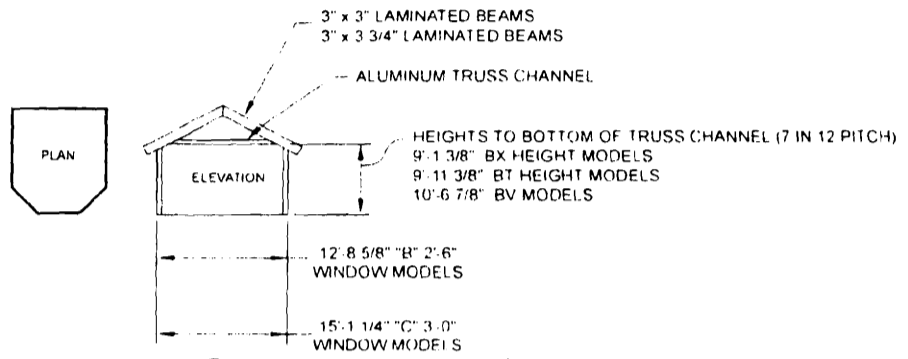 3" x 3" LAMINATED BEAMS
3" x 3 3/4" LAMINATED BEAMS
ALUMINUM TRUSS CHANNEL
PLAN
ELEVATION
HEIGHTS TO BOTTOM OF TRUSS CHANNEL (7 IN 12 PITCH)
9'-1 3/8" BX HEIGHT MODELS
9'-11 3/8" BT HEIGHT MODELS
10'-6 7/8" BV MODELS
12'-8 5/8" "B" 2'-6"
WINDOW MODELS
15'-1 1/4" "C" 3'-0"
WINDOW MODELS